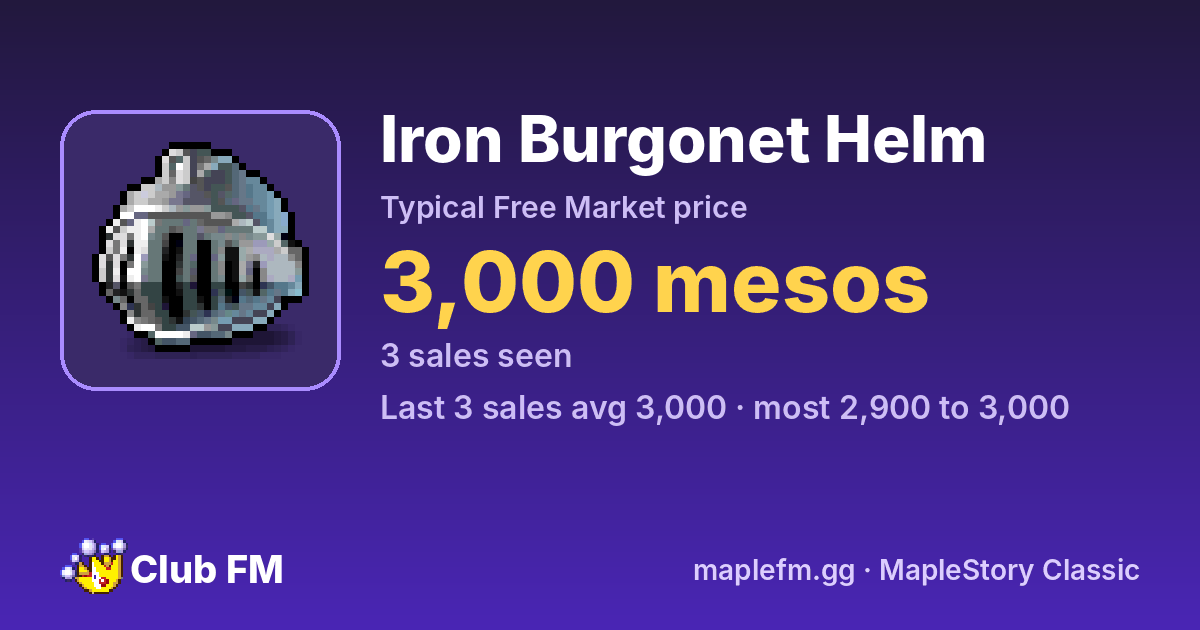 Iron Burgonet Helm
Typical Free Market price
3,000 mesos
3 sales seen
Last 3 sales avg 3,000 · most 2,900 to 3,000
Club FM
maplefm.gg · MapleStory Classic